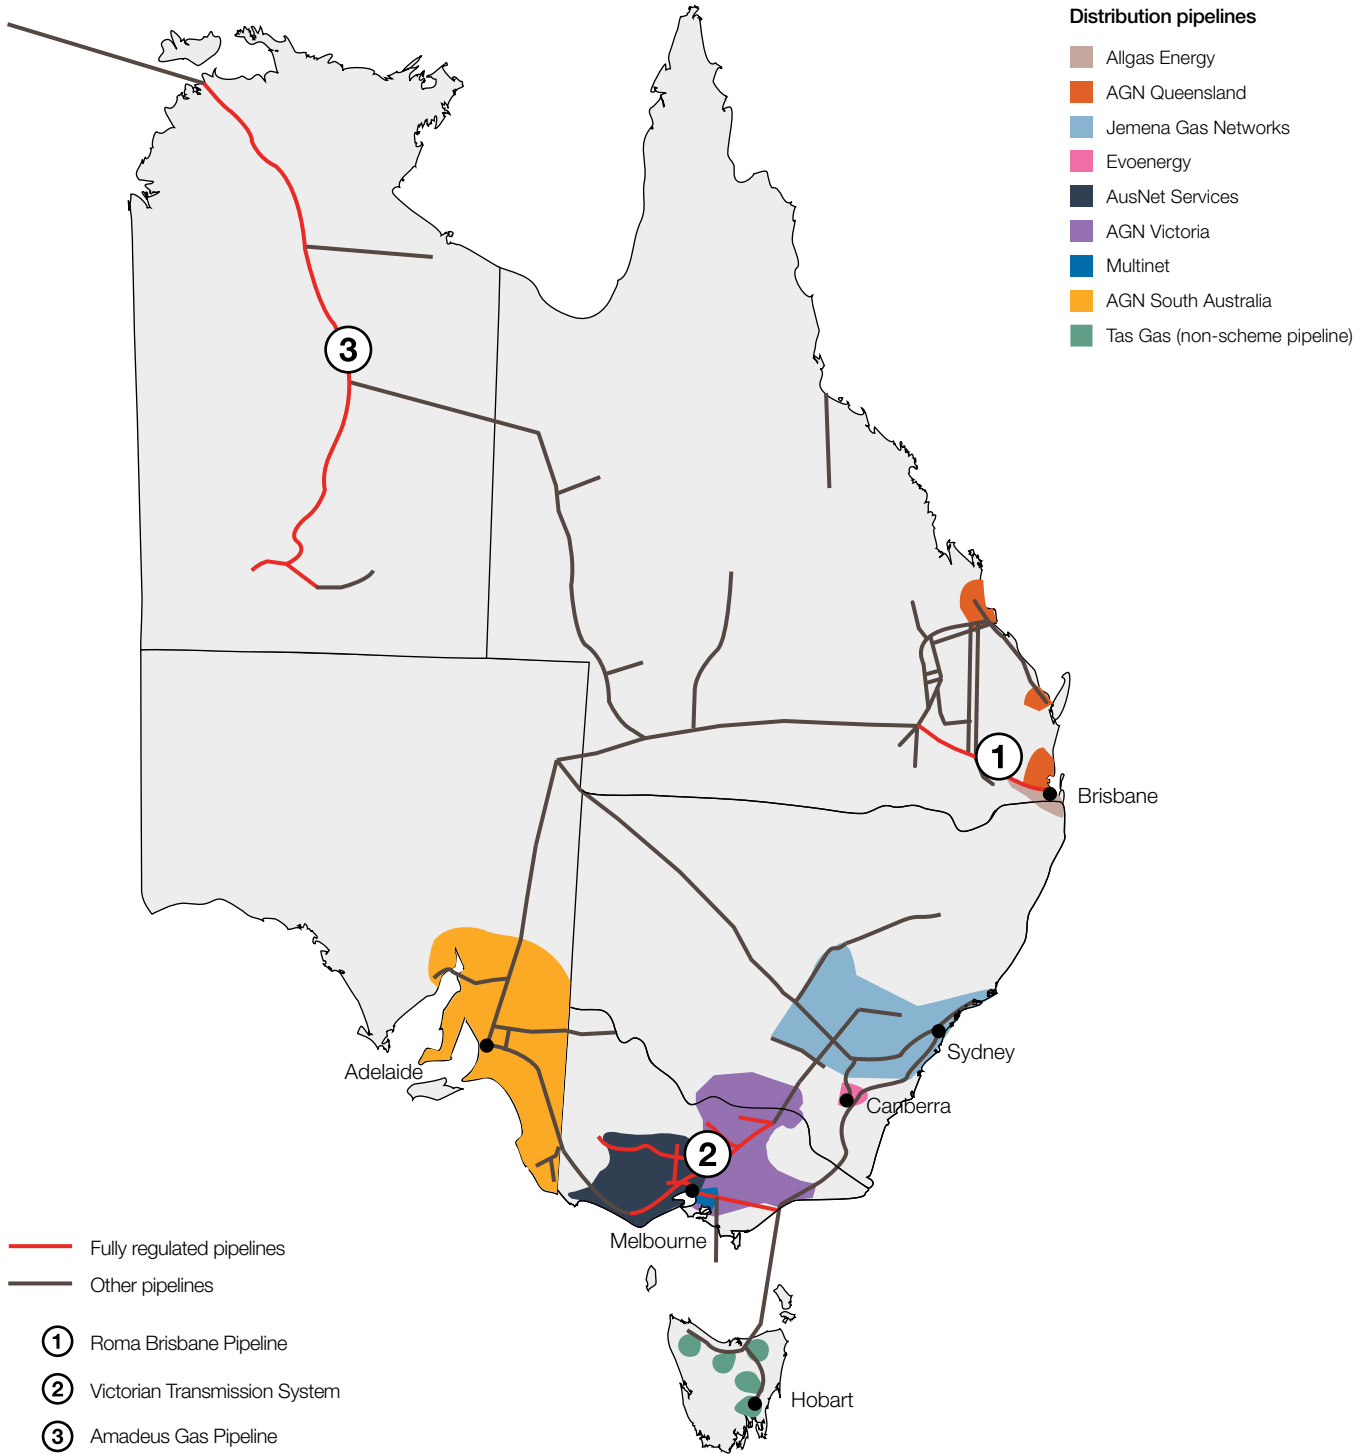 Distribution pipelines
Allgas Energy
AGN Queensland
Jemena Gas Networks
Evoenergy
AusNet Services
AGN Victoria
Multinet
AGN South Australia
Tas Gas (non-scheme pipeline)
3
1
Brisbane
Sydney
Adelaide
Canberra
2
Melbourne
Fully regulated pipelines
Other pipelines
1 Roma Brisbane Pipeline
2 Victorian Transmission System
Hobart
3 Amadeus Gas Pipeline